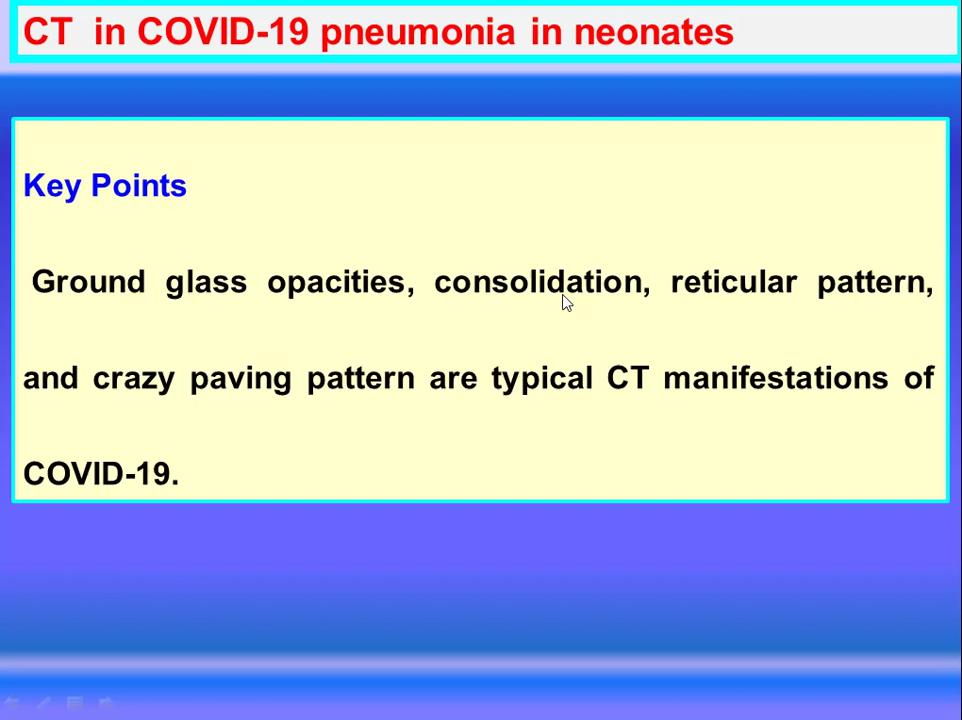 CT in COVID-19 pneumonia in neonates
Key Points
Ground glass opacities, consolidation, reticular pattern,
and crazy paving pattern are typical CT manifestations of
COVID-19.